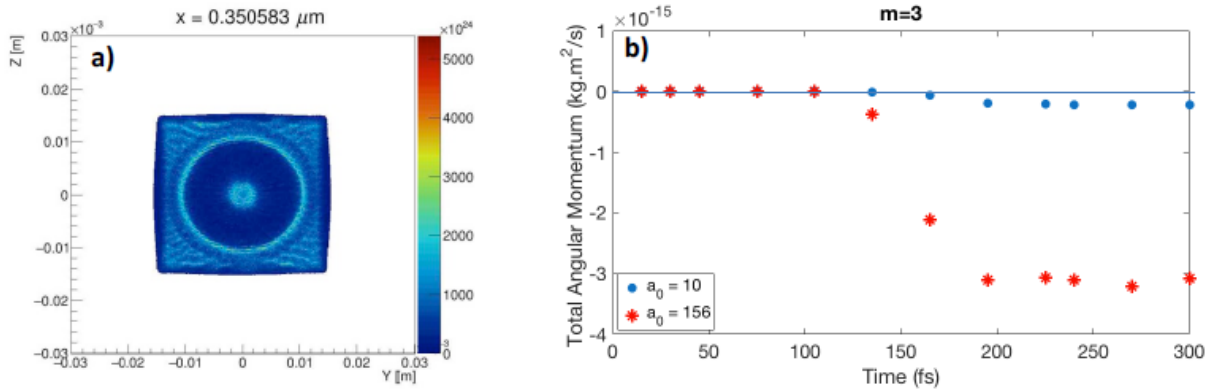 x = 0.350583 μm
×10⁻³
×10²⁴
Z [m]
a)
0.03
0.02
0.01
0
−0.01
−0.02
−0.03
−0.03 −0.02 −0.01 0 0.01 0.02 0.03
Y [m]
5000
4000
3000
2000
1000
0
m=3
×10⁻¹⁵
b)
Total Angular Momentum (kg.m²/s)
1
0
-1
-2
-3
-4
a₀ = 10
a₀ = 156
0 50 100 150 200 250 300
Time (fs)